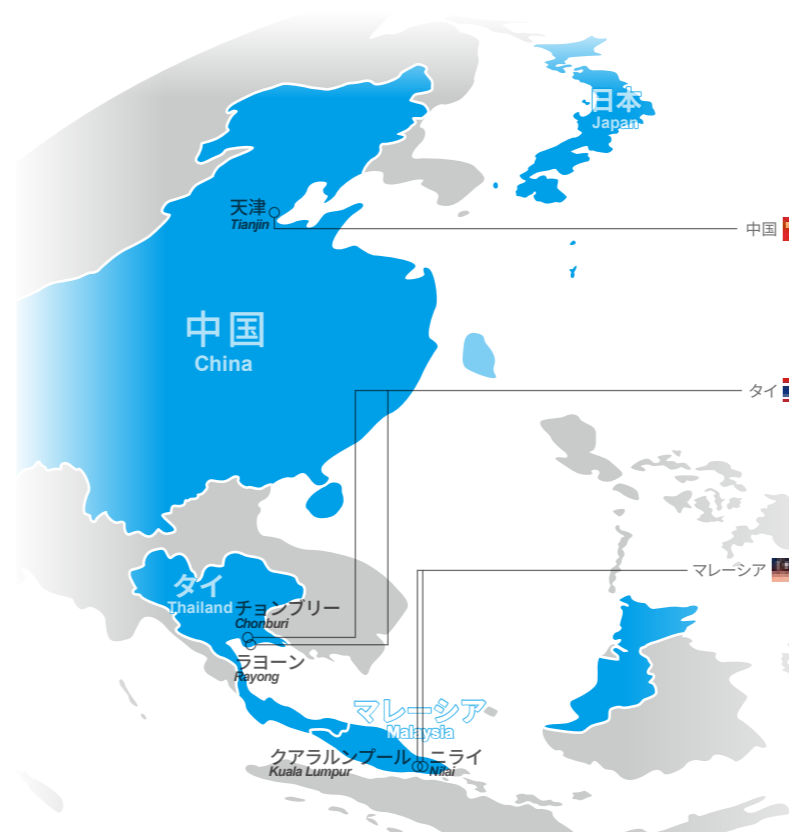 日本
Japan
天津
Tianjin
中国
中国
China
タイ
タイ
Thailand
チョンブリー
Chonburi
ラヨーン
Rayong
マレーシア
マレーシア
Malaysia
クアラルンプール
Kuala Lumpur
ニライ
Nilai